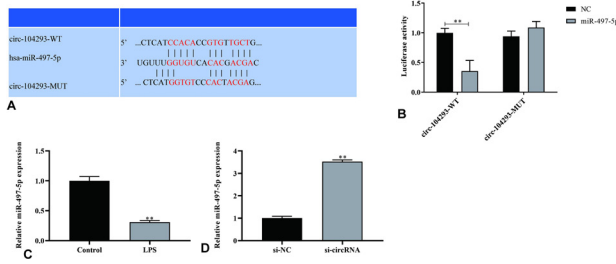 circ-104293-WT
5' ...CUCAUCCACACCGUGUUGCUG...
hsa-miR-497-5p
3' UGUUUGGUGUCACACGACGAC
circ-104293-MUT
5' ...CUCAUGGUGUCCCACUACGAG...
A
Luciferase activity
1.5
1.0
0.5
0.0
**
NC
miR-497-5p
circ-104293-WT
circ-104293-MUT
B
Relative miR-497-5p expression
1.5
1.0
0.5
0.0
**
Control
LPS
C
Relative miR-497-5p expression
4
3
2
1
0
**
si-NC
si-circRNA
D